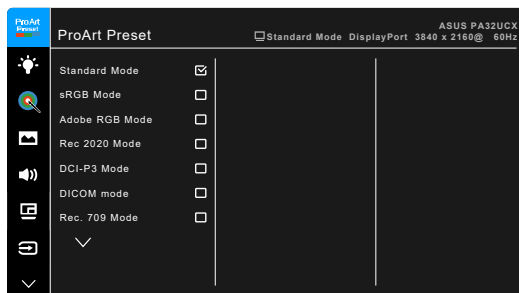 ProArt
Preset
ProArt Preset
ASUS PA32UCX
Standard Mode DisplayPort 3840 x 2160@ 60Hz
Standard Mode
sRGB Mode
Adobe RGB Mode
Rec 2020 Mode
DCI-P3 Mode
DICOM mode
Rec. 709 Mode